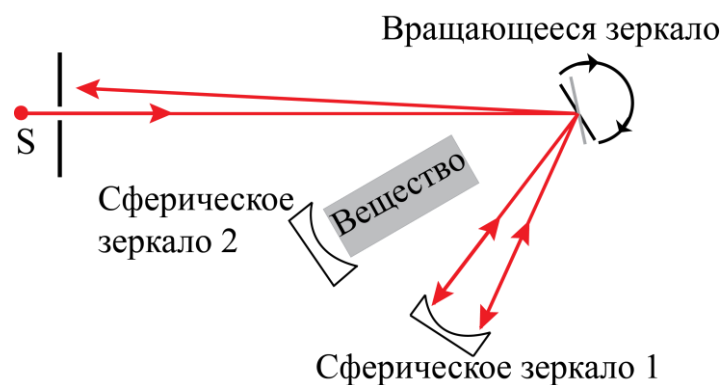 Вращающееся зеркало
S
Вещество
Сферическое
зеркало 2
Сферическое зеркало 1